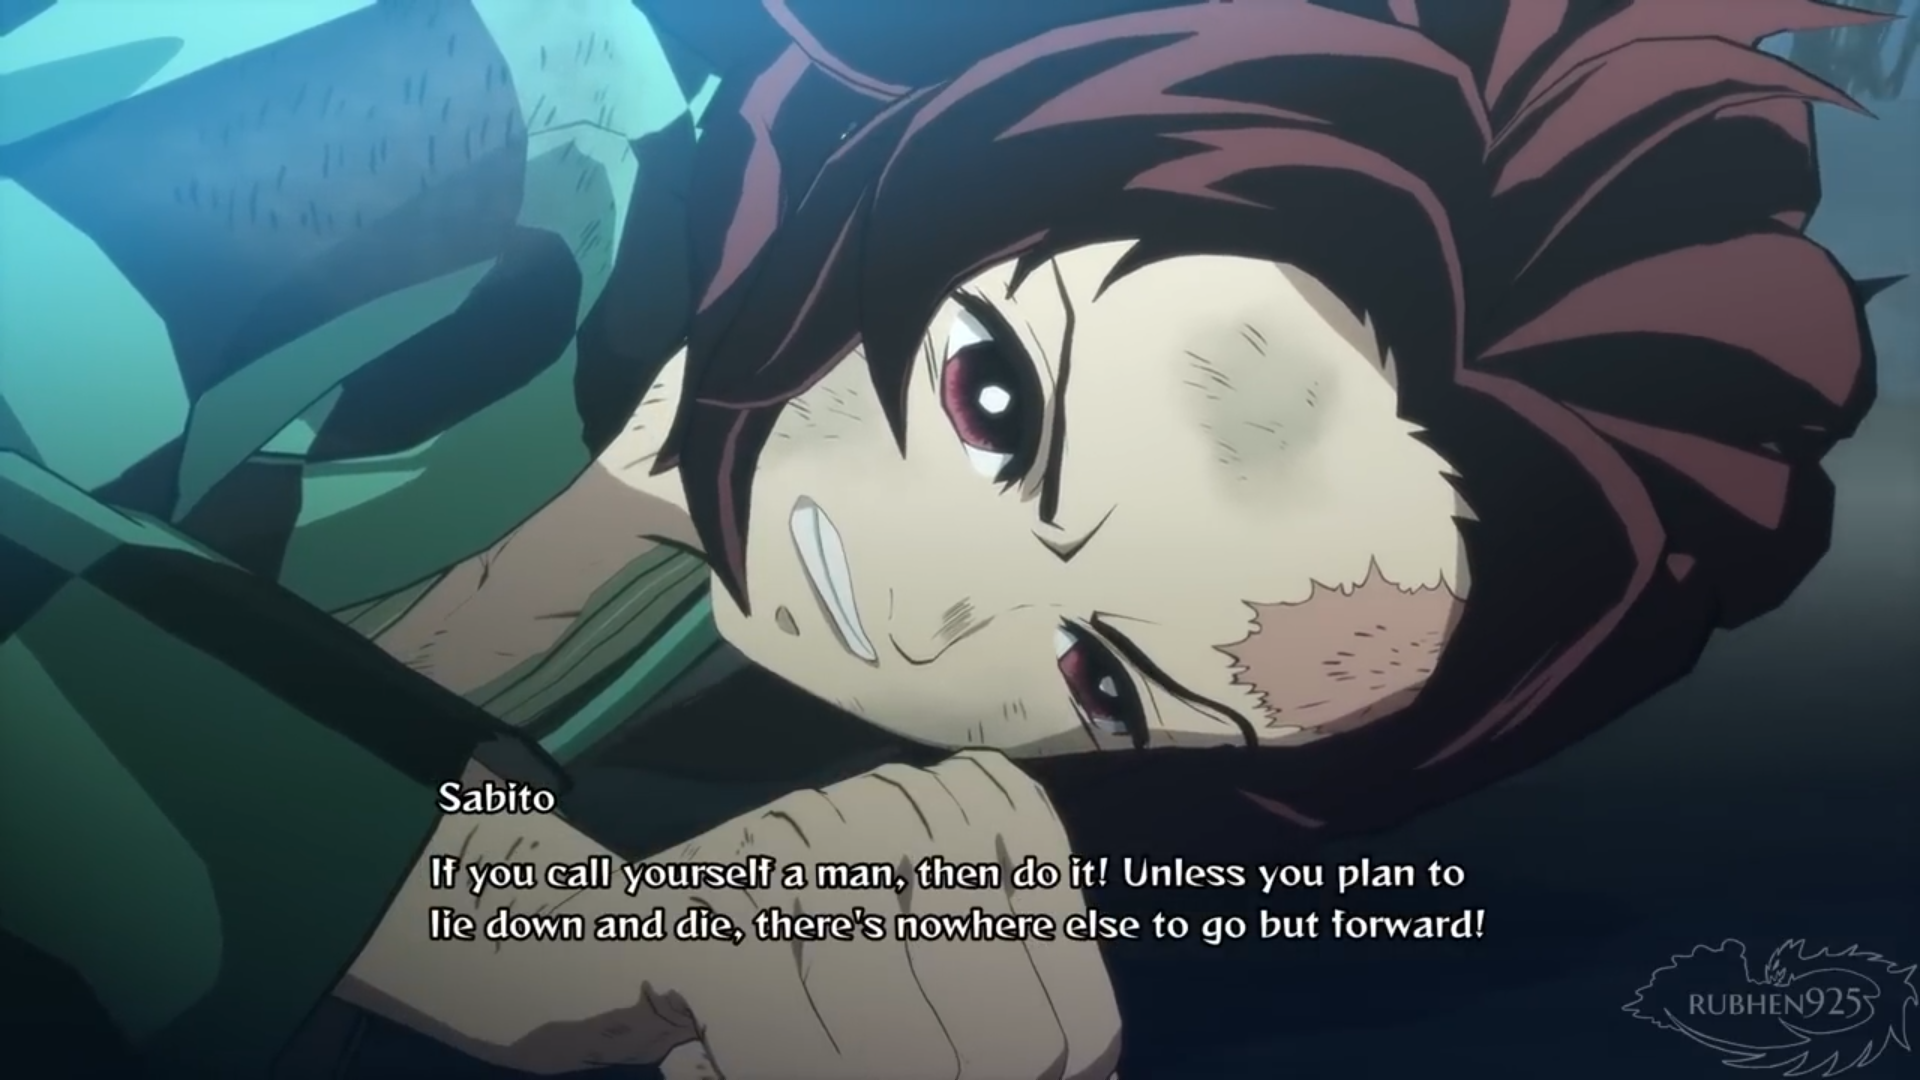 Sabito
If you call yourself a man, then do it! Unless you plan to
lie down and die, there's nowhere else to go but forward!
RUBHEN925